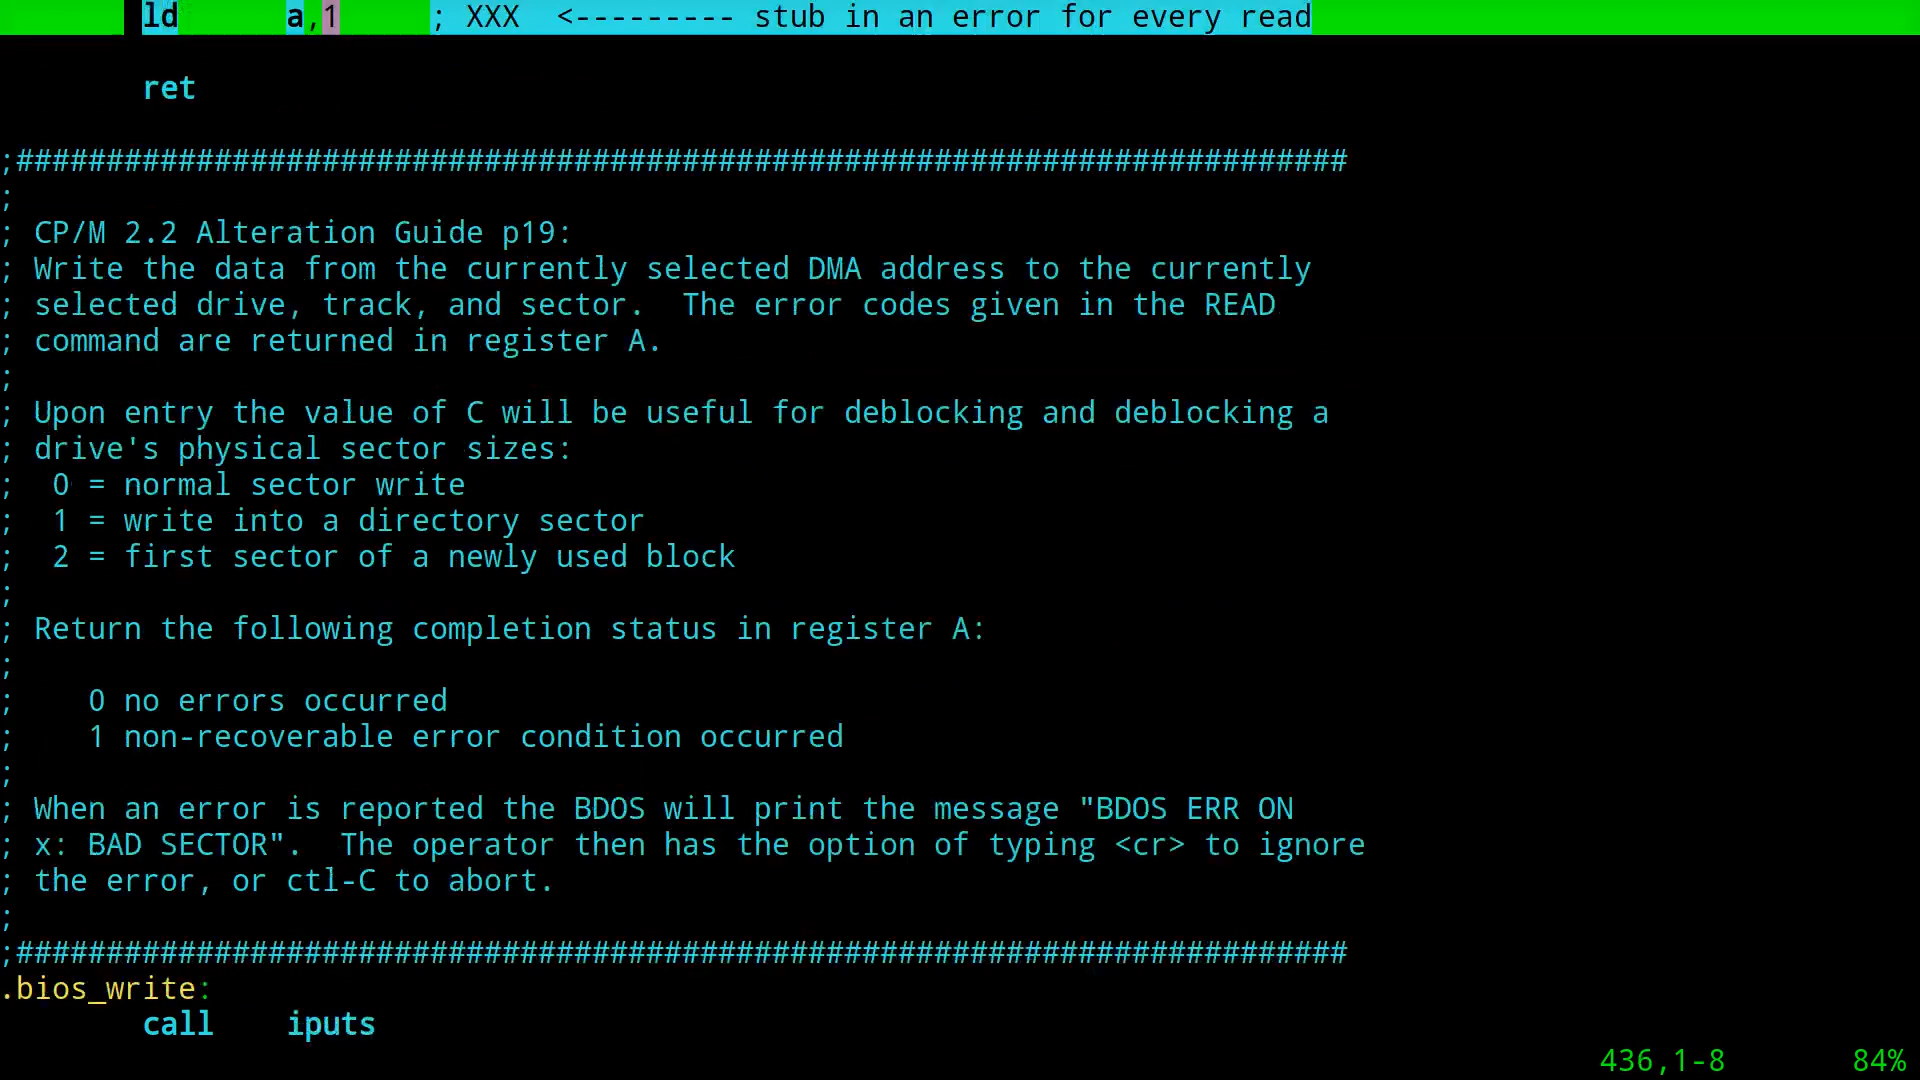 ld a,1 ; XXX <--------- stub in an error for every read
ret
;##########################################################################
;
; CP/M 2.2 Alteration Guide p19:
; Write the data from the currently selected DMA address to the currently
; selected drive, track, and sector. The error codes given in the READ
; command are returned in register A.
;
; Upon entry the value of C will be useful for deblocking and deblocking a
; drive's physical sector sizes:
; 0 = normal sector write
; 1 = write into a directory sector
; 2 = first sector of a newly used block
;
; Return the following completion status in register A:
;
; 0 no errors occurred
; 1 non-recoverable error condition occurred
;
; When an error is reported the BDOS will print the message "BDOS ERR ON
; x: BAD SECTOR". The operator then has the option of typing <cr> to ignore
; the error, or ctl-C to abort.
;
;##########################################################################
.bios_write:
call iputs
436,1-8 84%